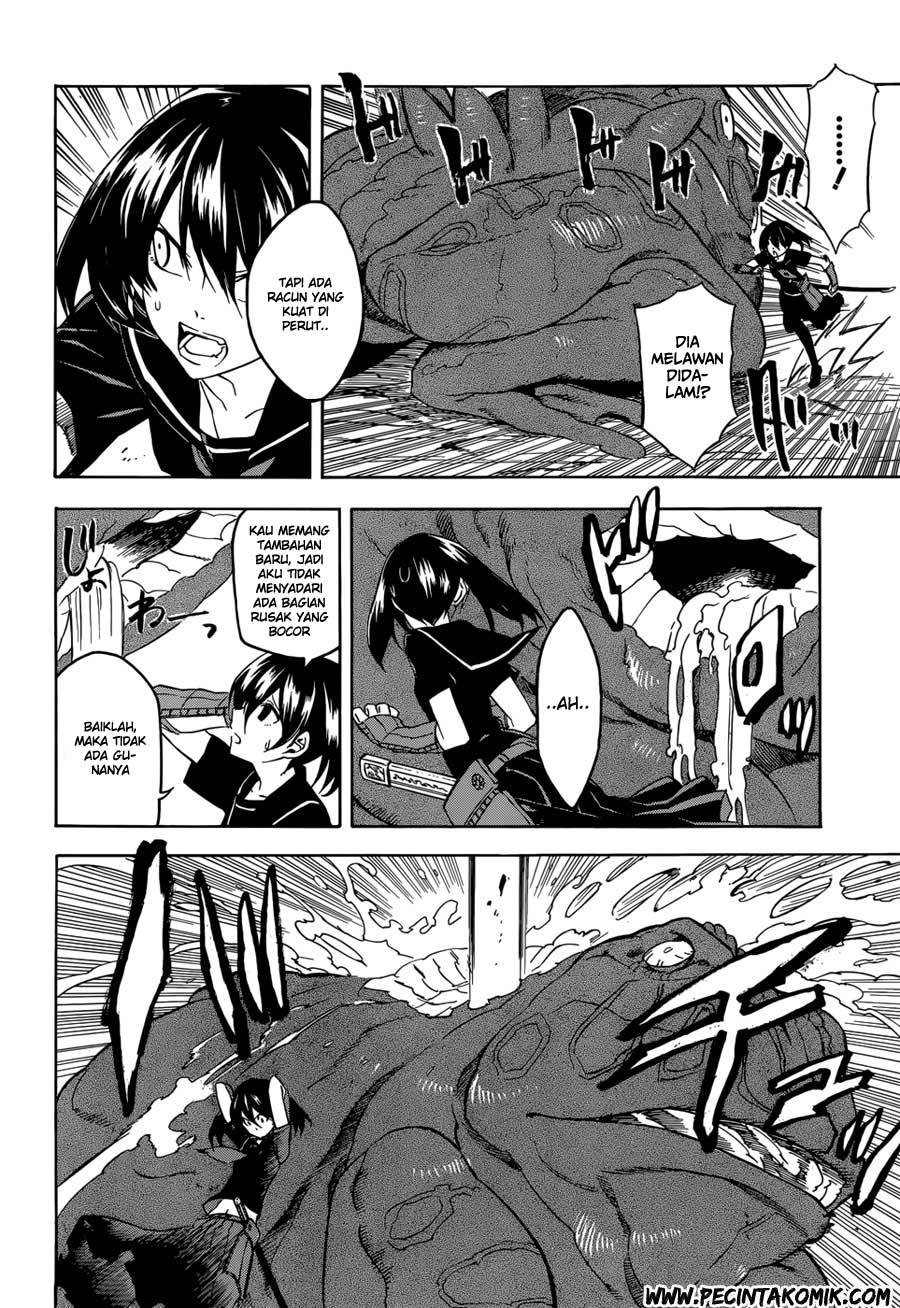 .......!
DIA
MELAWAN
DIDA-
LAM!?
TAPI ADA
RACUN YANG
KUAT DI
PERUT..
..AH..
KAU MEMANG
TAMBAHAN
BARU, JADI
AKU TIDAK
MENYADARI
ADA BAGIAN
RUSAK YANG
BOCOR
BAIKLAH,
MAKA TIDAK
ADA GU-
NANYA
WWW.PECINTAKOMIK.COM